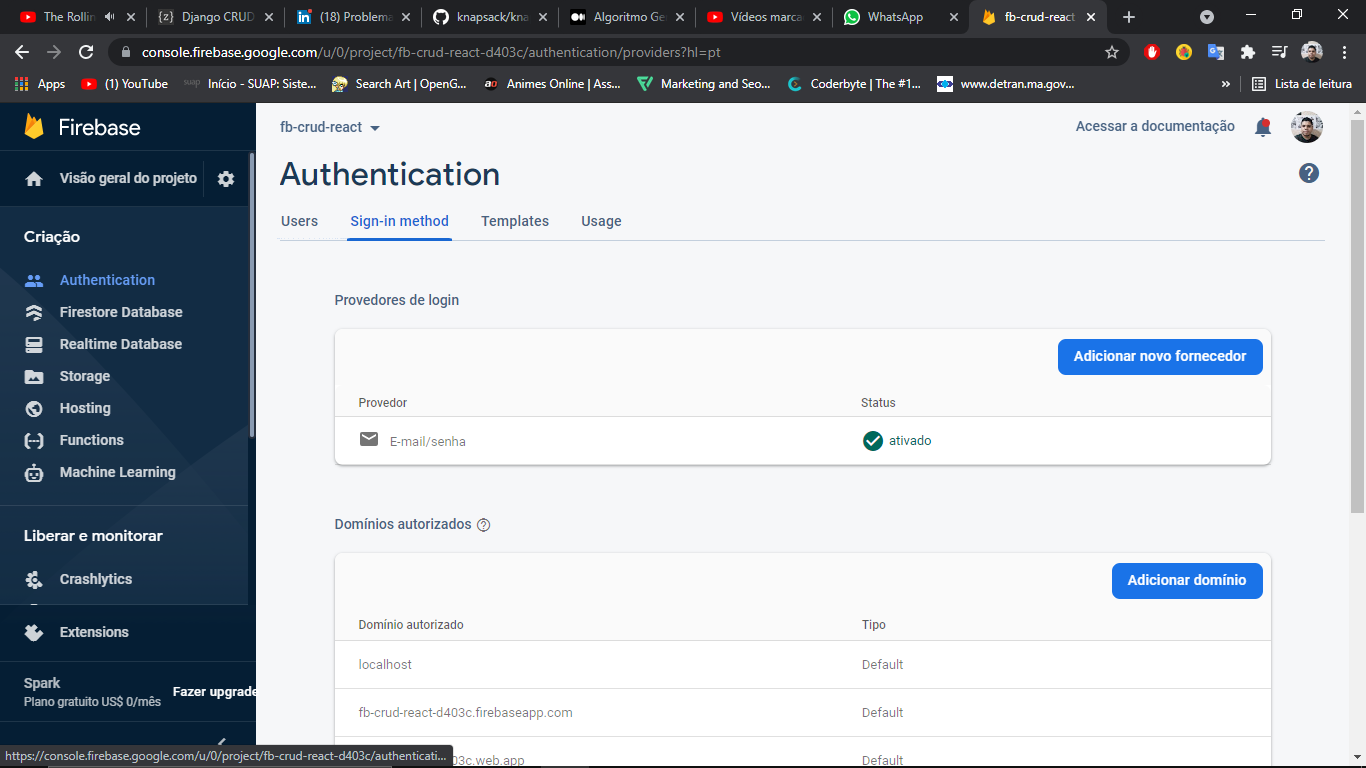 The Rollin
Django CRUD
(18) Problema
knapsack/kna
Algoritmo Ge
Vídeos marca
WhatsApp
fb-crud-react
console.firebase.google.com/u/0/project/fb-crud-react-d403c/authentication/providers?hl=pt
Apps
(1) YouTube
suap
Início - SUAP: Siste...
Search Art | OpenG...
Animes Online | Ass...
Marketing and Seo...
Coderbyte | The #1...
www.detran.ma.gov...
»
Lista de leitura
Firebase
fb-crud-react
Acessar a documentação
Visão geral do projeto
Authentication
Users
Sign-in method
Templates
Usage
Criação
Authentication
Firestore Database
Realtime Database
Storage
Hosting
Functions
Machine Learning
Liberar e monitorar
Crashlytics
Extensions
Spark
Plano gratuito US$ 0/mês
Fazer upgrade
Provedores de login
Adicionar novo fornecedor
Provedor
Status
E-mail/senha
ativado
Domínios autorizados
Adicionar domínio
Domínio autorizado
Tipo
localhost
Default
fb-crud-react-d403c.firebaseapp.com
Default
3c.web.app
Default
https://console.firebase.google.com/u/0/project/fb-crud-react-d403c/authenticati...